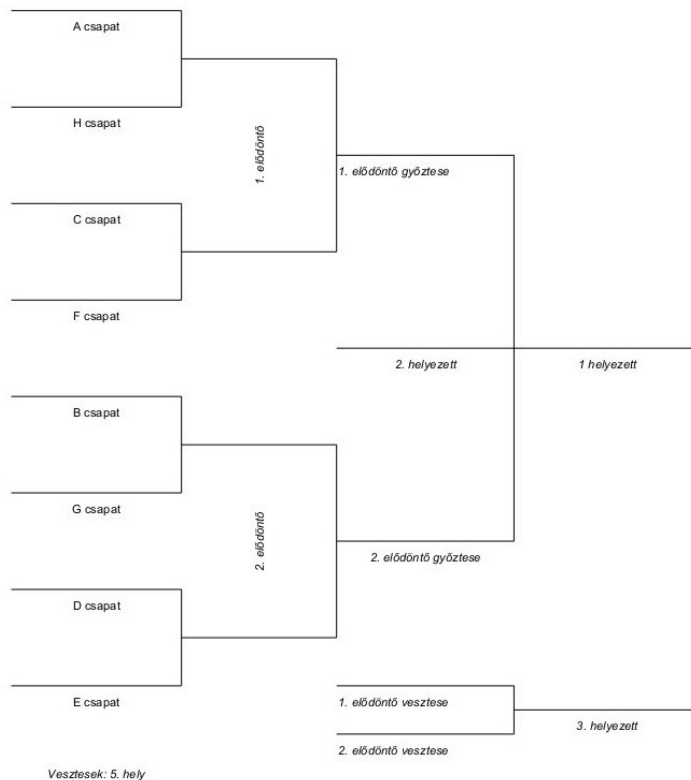 A csapat
H csapat
1. elődöntő
1. elődöntő győztese
C csapat
F csapat
2. helyezett
1 helyezett
B csapat
G csapat
2. elődöntő
2. elődöntő győztese
D csapat
E csapat
1. elődöntő vesztese
3. helyezett
2. elődöntő vesztese
Vesztesek: 5. hely